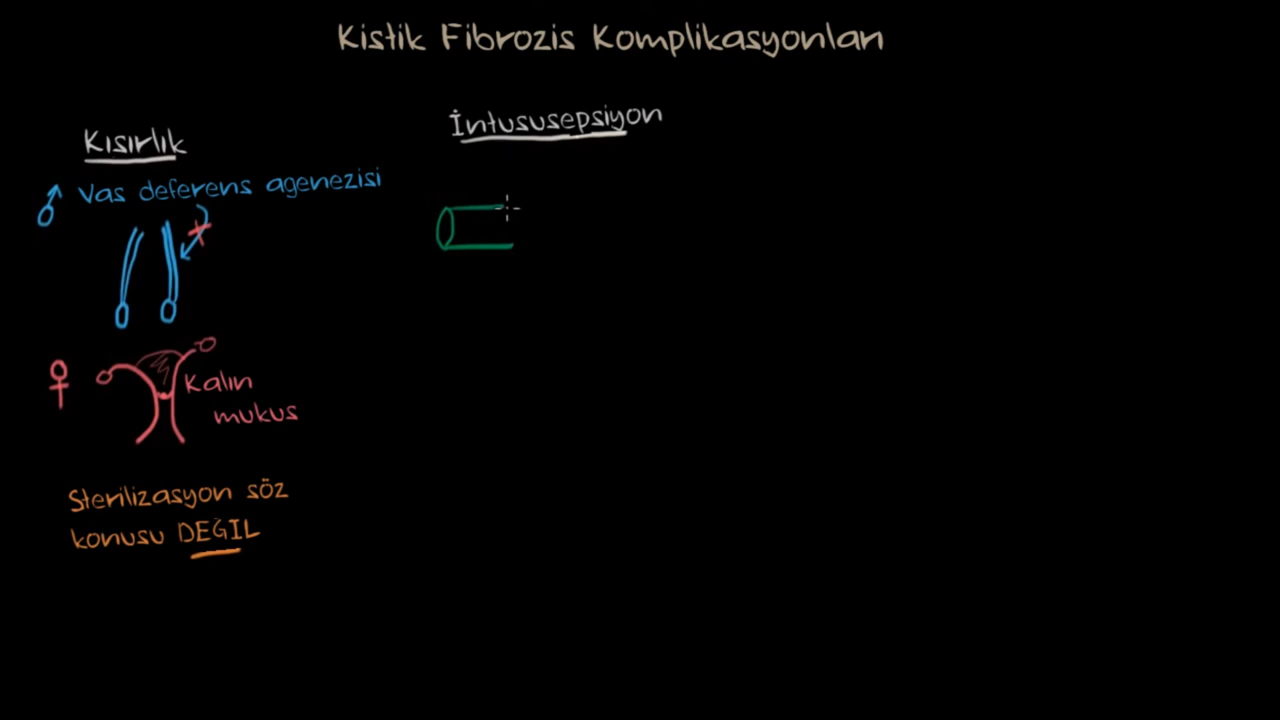 Kistik Fibrozis Komplikasyonları
Kısırlık
♂ Vas deferens agenezisi
♀ Kalın
mukus
Sterilizasyon söz
konusu DEĞİL
İntususepsiyon